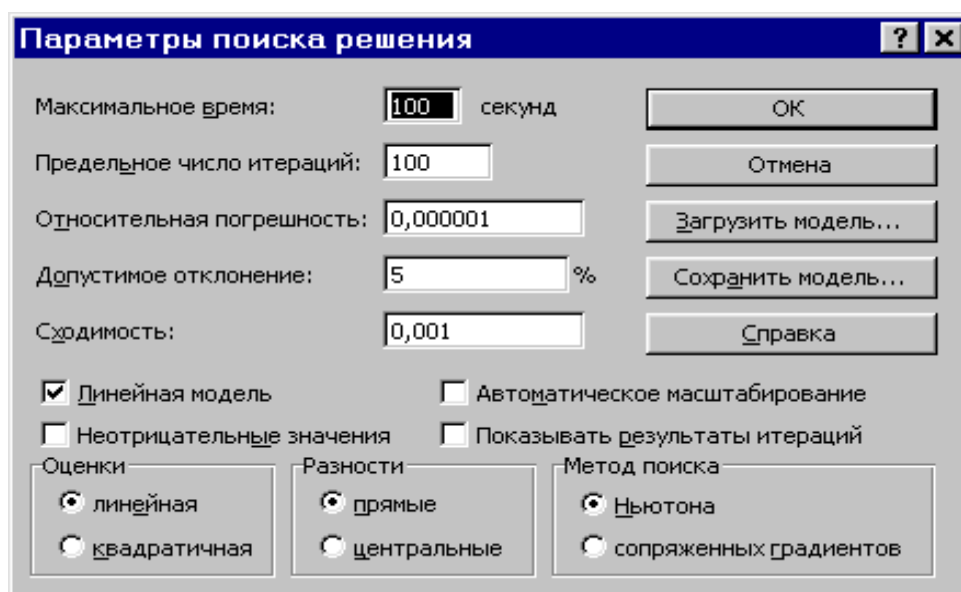 Параметры поиска решения
Максимальное время: 100 секунд OK
Предельное число итераций: 100 Отмена
Относительная погрешность: 0,000001 Загрузить модель...
Допустимое отклонение: 5 % Сохранить модель...
Сходимость: 0,001 Справка
Линейная модель Автоматическое масштабирование
Неотрицательные значения Показывать результаты итераций
Оценки Разности Метод поиска
линейная прямые Ньютона
квадратичная центральные сопряженных градиентов